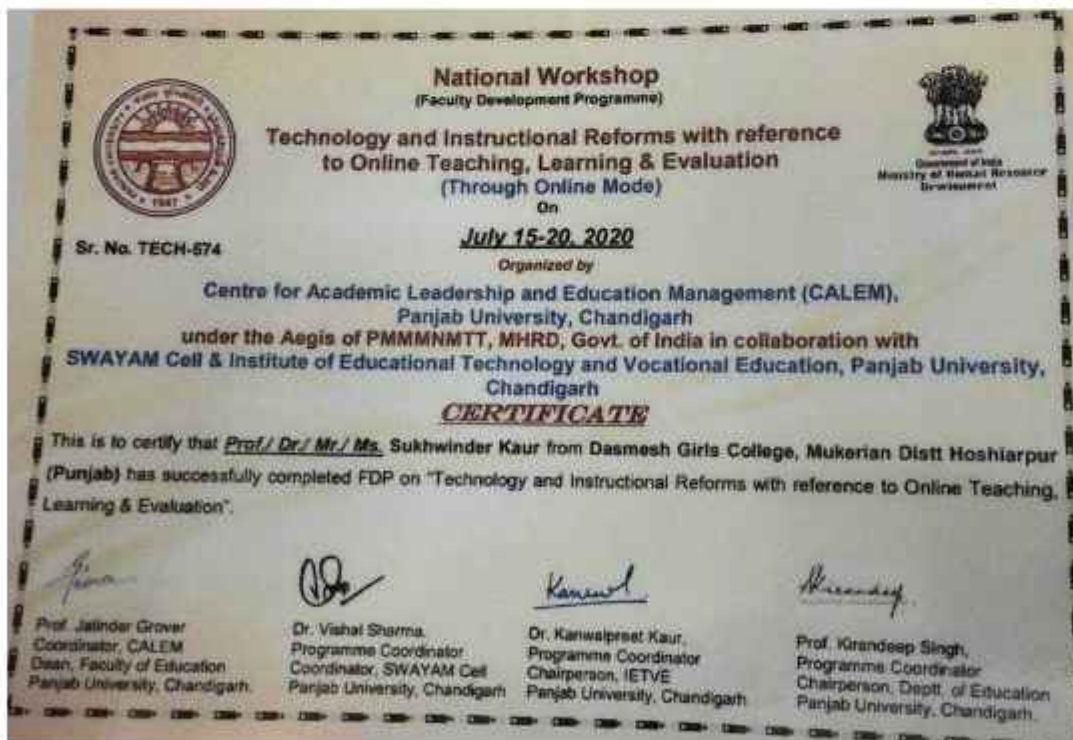 National Workshop
(Faculty Development Programme)
Technology and Instructional Reforms with reference
to Online Teaching, Learning & Evaluation
(Through Online Mode)
On
July 15-20, 2020
Sr. No. TECH-574
Organized by
Government of India
Ministry of Human Resource
Development
1947
Centre for Academic Leadership and Education Management (CALEM),
Panjab University, Chandigarh
under the Aegis of PMMMNMTT, MHRD, Govt. of India in collaboration with
SWAYAM Cell & Institute of Educational Technology and Vocational Education, Panjab University,
Chandigarh
CERTIFICATE
This is to certify that Prof./ Dr./ Mr./ Ms. Sukhwinder Kaur from Dasmesh Girls College, Mukerian Distt Hoshiarpur
(Punjab) has successfully completed FDP on "Technology and Instructional Reforms with reference to Online Teaching,
Learning & Evaluation".
Prof. Jatinder Grover
Coordinator, CALEM
Dean, Faculty of Education
Panjab University, Chandigarh.
Dr. Vishal Sharma,
Programme Coordinator
Coordinator, SWAYAM Cell
Panjab University, Chandigarh
Kanwal
Dr. Kanwalpreet Kaur,
Programme Coordinator
Chairperson, IETVE
Panjab University, Chandigarh
Kirandeep
Prof. Kirandeep Singh,
Programme Coordinator
Chairperson, Deptt. of Education
Panjab University, Chandigarh.